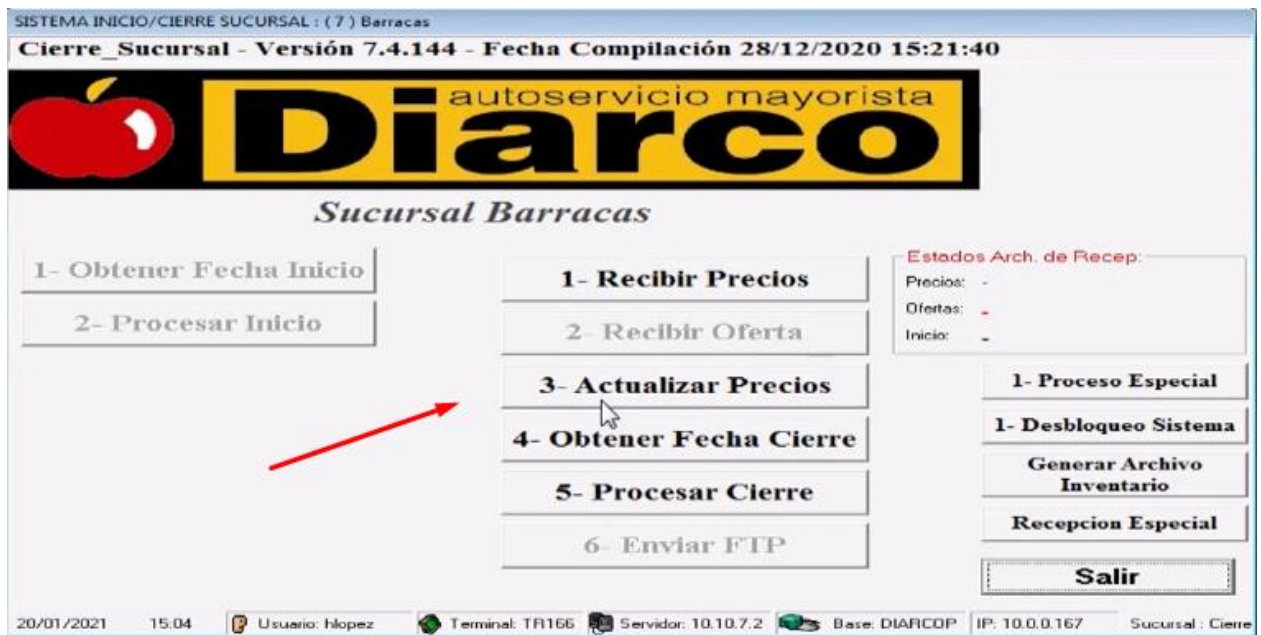 SISTEMA INICIO/CIERRE SUCURSAL : ( 7 ) Barracas
Cierre_Sucursal - Versión 7.4.144 - Fecha Compilación 28/12/2020 15:21:40
autoservicio mayorista
Diarco
Sucursal Barracas
1- Obtener Fecha Inicio
2- Procesar Inicio
1- Recibir Precios
2- Recibir Oferta
3- Actualizar Precios
4- Obtener Fecha Cierre
5- Procesar Cierre
6- Enviar FTP
Estados Arch. de Recep:
Precios: -
Ofertas: -
Inicio: -
1- Proceso Especial
1- Desbloqueo Sistema
Generar Archivo
Inventario
Recepcion Especial
Salir
20/01/2021 15:04 Usuario: hlopez Terminal: TR166 Servidor: 10.10.7.2 Base: DIARCOP IP: 10.0.0.167 Sucursal : Cierre